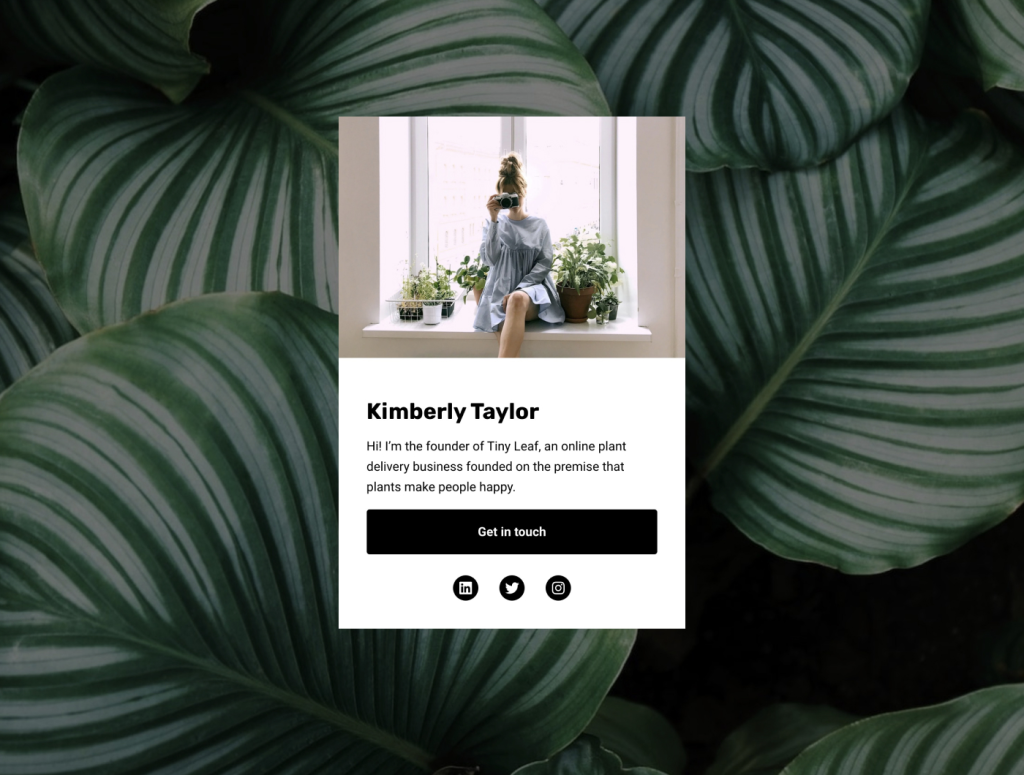 Kimberly Taylor
Hi! I’m the founder of Tiny Leaf, an online plant
delivery business founded on the premise that
plants make people happy.
Get in touch
in